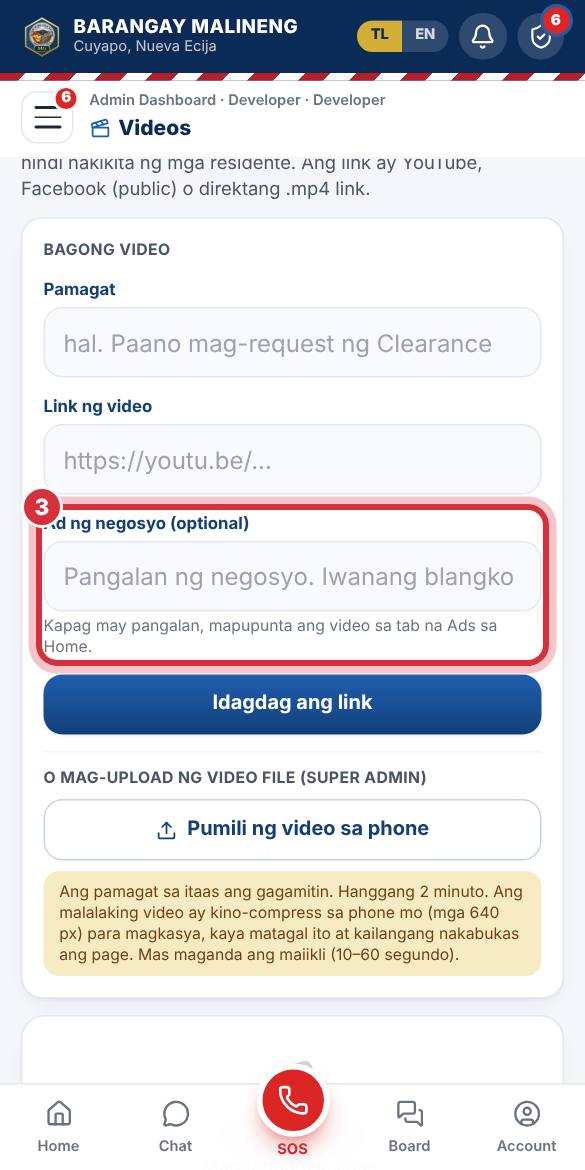 BARANGAY MALINENG
Cuyapo, Nueva Ecija
TL EN
6
6
Admin Dashboard · Developer · Developer
Videos
hindi nakikita ng mga residente. Ang link ay YouTube,
Facebook (public) o direktang .mp4 link.
BAGONG VIDEO
Pamagat
hal. Paano mag-request ng Clearance
Link ng video
https://youtu.be/...
3
Ad ng negosyo (optional)
Pangalan ng negosyo. Iwanang blangko
Kapag may pangalan, mapupunta ang video sa tab na Ads sa
Home.
Idagdag ang link
O MAG-UPLOAD NG VIDEO FILE (SUPER ADMIN)
Pumili ng video sa phone
Ang pamagat sa itaas ang gagamitin. Hanggang 2 minuto. Ang
malalaking video ay kino-compress sa phone mo (mga 640
px) para magkasya, kaya matagal ito at kailangang nakabukas
ang page. Mas maganda ang maiikli (10–60 segundo).
Home
Chat
SOS
Board
Account